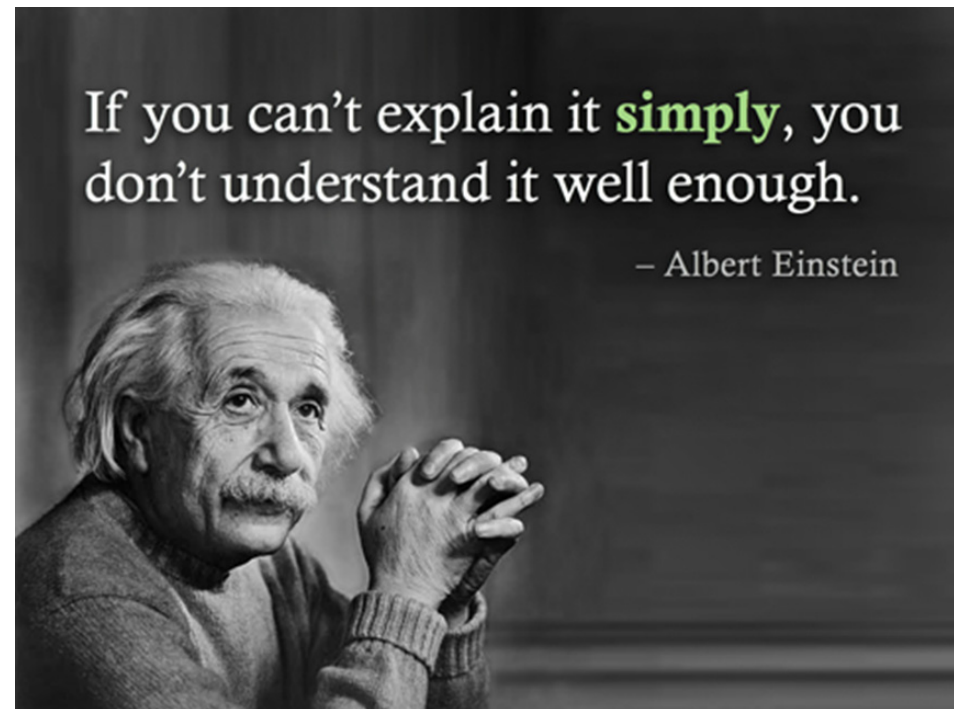 If you can’t explain it simply, you
don’t understand it well enough.
– Albert Einstein